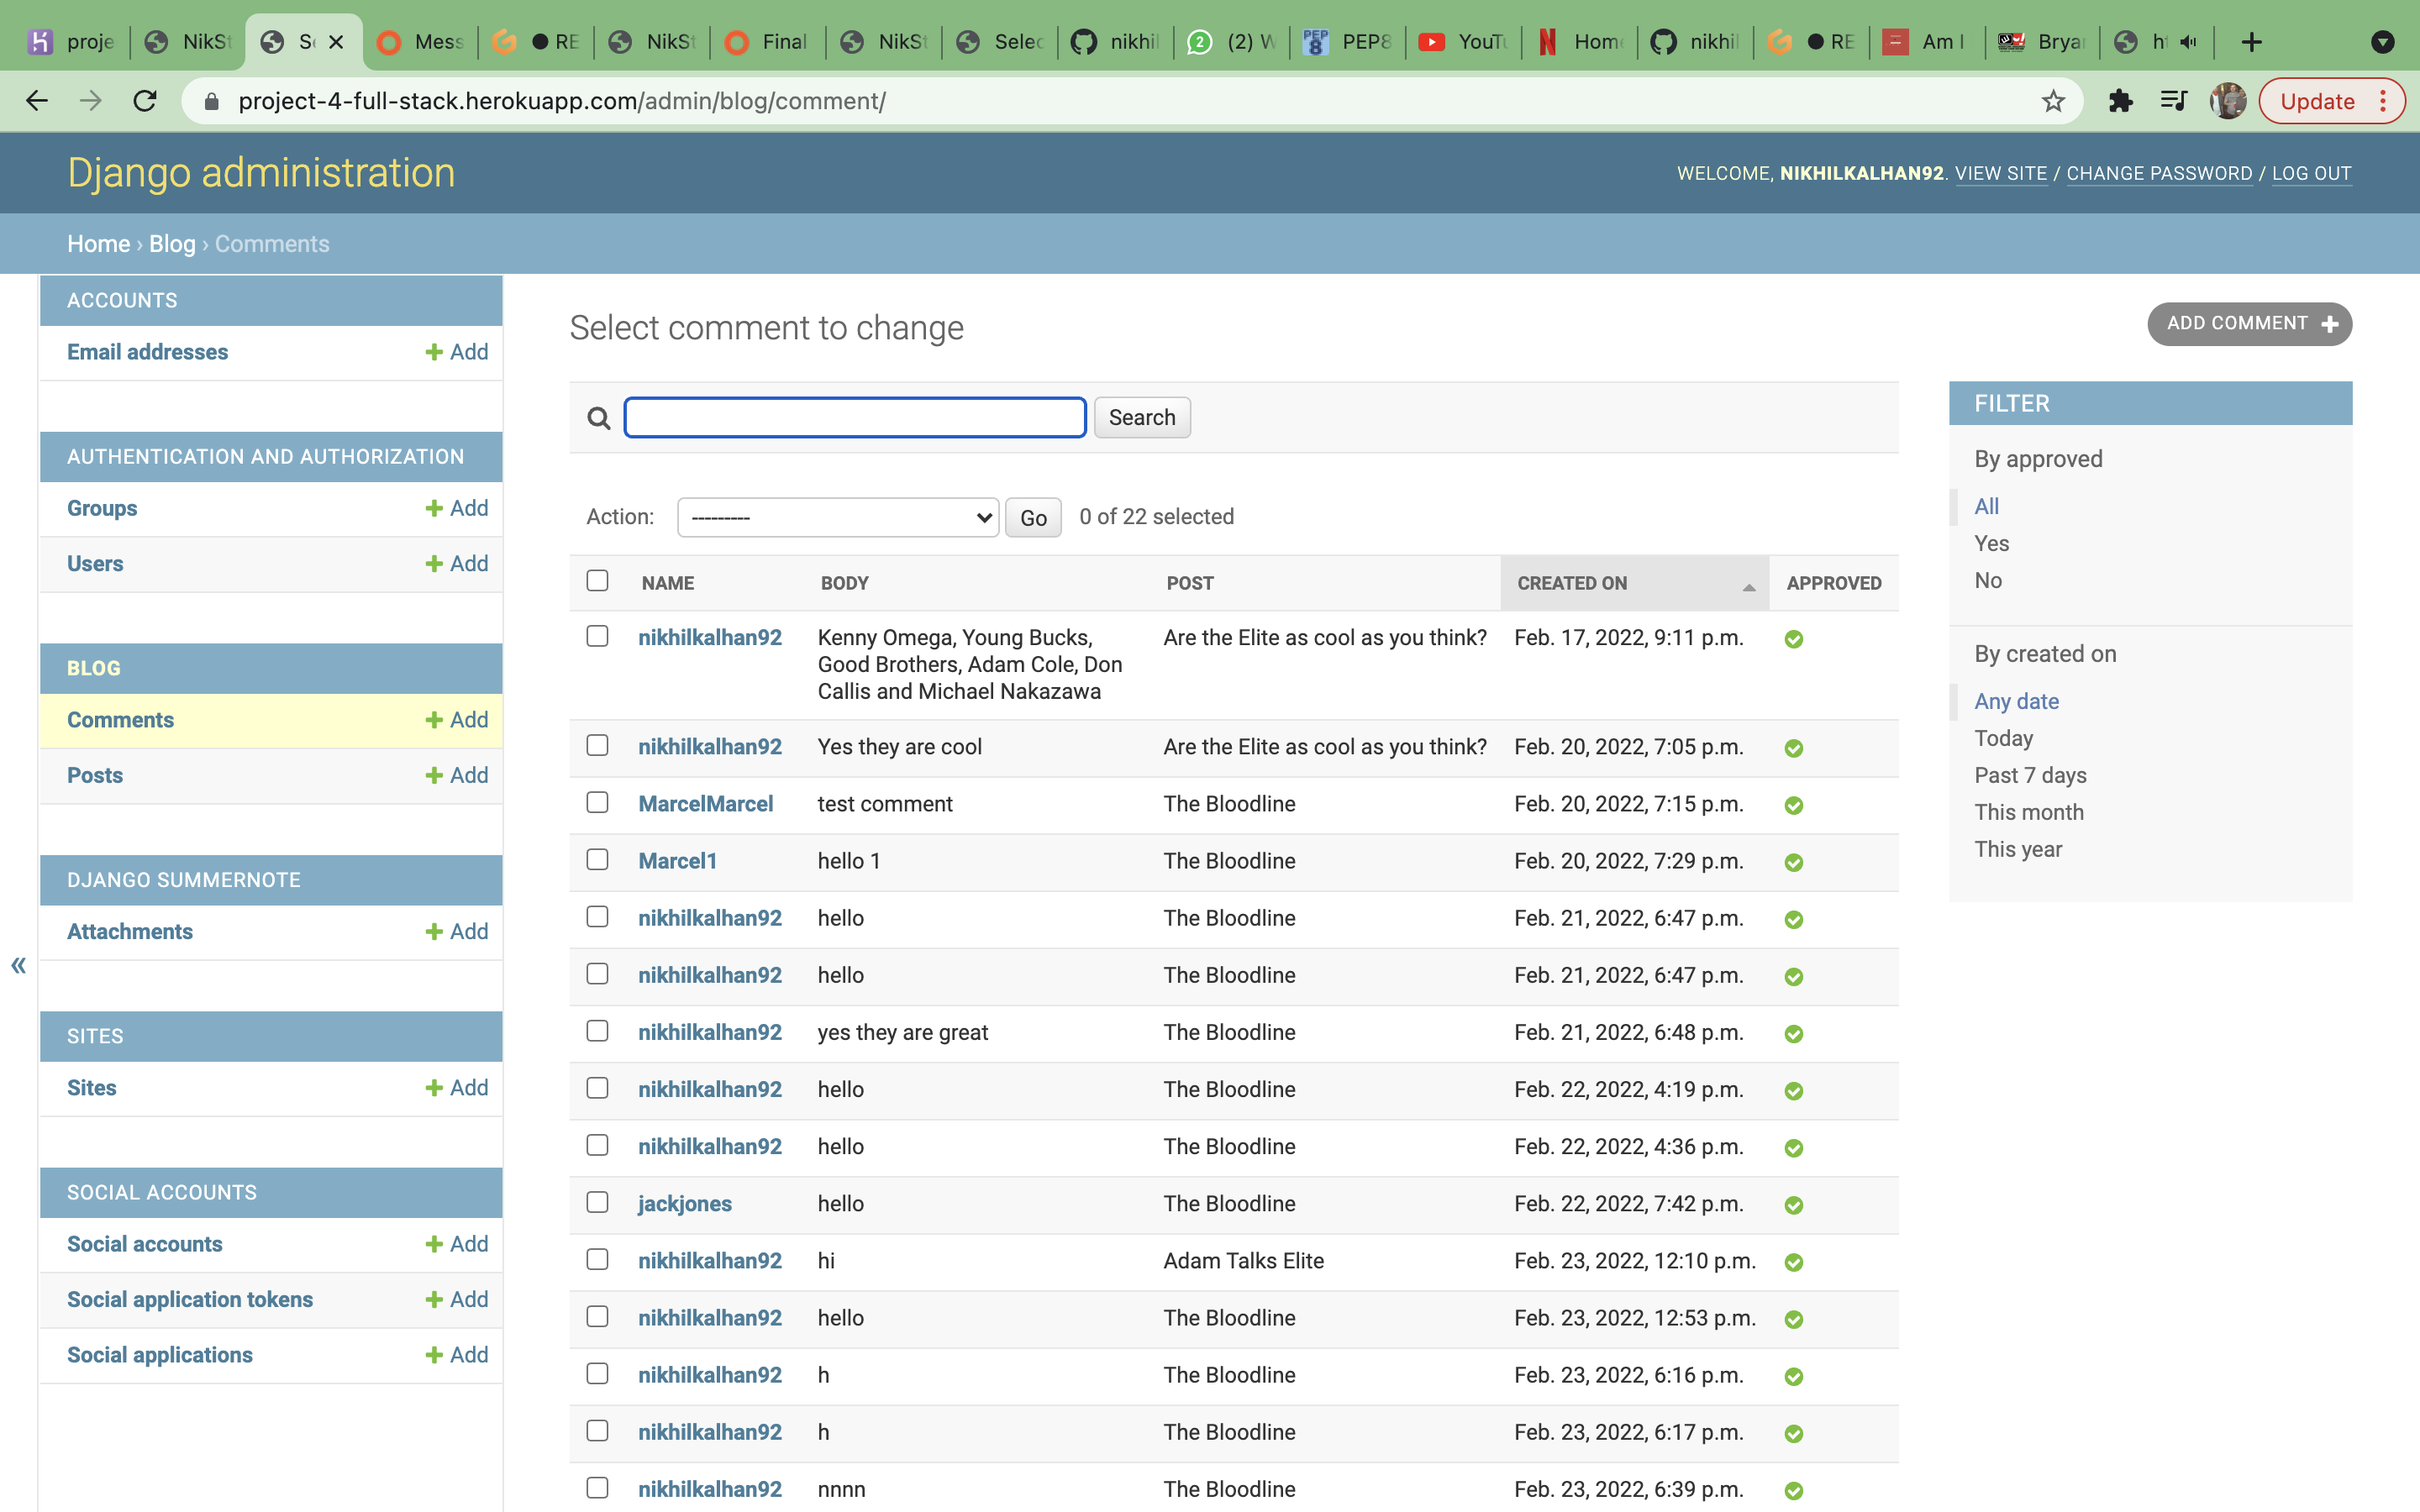 proje
NikSt
Se
Mess
RE
NikSt
Final
NikSt
Selec
nikhil
2
(2) W
PEP8
YouTu
Home
nikhil
RE
Am I
Bryan
ht
project-4-full-stack.herokuapp.com/admin/blog/comment/
Update
Django administration
WELCOME, NIKHILKALHAN92. VIEW SITE / CHANGE PASSWORD / LOG OUT
Home › Blog › Comments
ACCOUNTS
Email addresses + Add
AUTHENTICATION AND AUTHORIZATION
Groups + Add
Users + Add
BLOG
Comments + Add
Posts + Add
DJANGO SUMMERNOTE
Attachments + Add
«
SITES
Sites + Add
SOCIAL ACCOUNTS
Social accounts + Add
Social application tokens + Add
Social applications + Add
Select comment to change
ADD COMMENT +
Search
Action: --------- Go 0 of 22 selected
NAME BODY POST CREATED ON APPROVED
nikhilkalhan92 Kenny Omega, Young Bucks, Are the Elite as cool as you think? Feb. 17, 2022, 9:11 p.m.
Good Brothers, Adam Cole, Don
Callis and Michael Nakazawa
nikhilkalhan92 Yes they are cool Are the Elite as cool as you think? Feb. 20, 2022, 7:05 p.m.
MarcelMarcel test comment The Bloodline Feb. 20, 2022, 7:15 p.m.
Marcel1 hello 1 The Bloodline Feb. 20, 2022, 7:29 p.m.
nikhilkalhan92 hello The Bloodline Feb. 21, 2022, 6:47 p.m.
nikhilkalhan92 hello The Bloodline Feb. 21, 2022, 6:47 p.m.
nikhilkalhan92 yes they are great The Bloodline Feb. 21, 2022, 6:48 p.m.
nikhilkalhan92 hello The Bloodline Feb. 22, 2022, 4:19 p.m.
nikhilkalhan92 hello The Bloodline Feb. 22, 2022, 4:36 p.m.
jackjones hello The Bloodline Feb. 22, 2022, 7:42 p.m.
nikhilkalhan92 hi Adam Talks Elite Feb. 23, 2022, 12:10 p.m.
nikhilkalhan92 hello The Bloodline Feb. 23, 2022, 12:53 p.m.
nikhilkalhan92 h The Bloodline Feb. 23, 2022, 6:16 p.m.
nikhilkalhan92 h The Bloodline Feb. 23, 2022, 6:17 p.m.
nikhilkalhan92 nnnn The Bloodline Feb. 23, 2022, 6:39 p.m.
FILTER
By approved
All
Yes
No
By created on
Any date
Today
Past 7 days
This month
This year